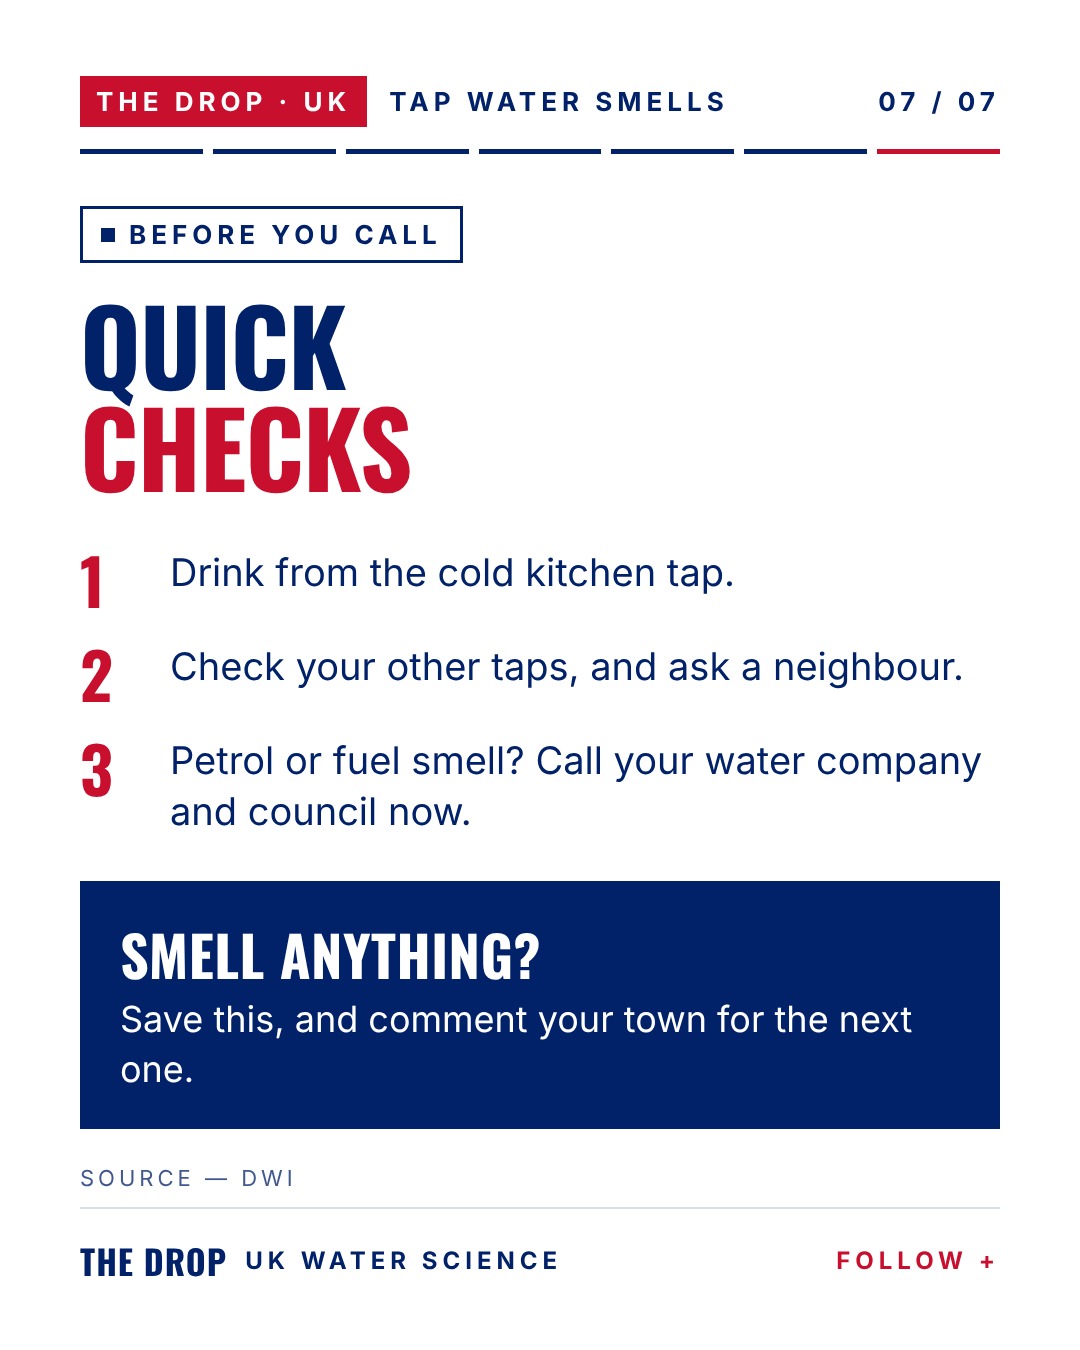 THE DROP · UK TAP WATER SMELLS 07 / 07
BEFORE YOU CALL
QUICK
CHECKS
1 Drink from the cold kitchen tap.
2 Check your other taps, and ask a neighbour.
3 Petrol or fuel smell? Call your water company
and council now.
SMELL ANYTHING?
Save this, and comment your town for the next
one.
SOURCE — DWI
THE DROP UK WATER SCIENCE FOLLOW +